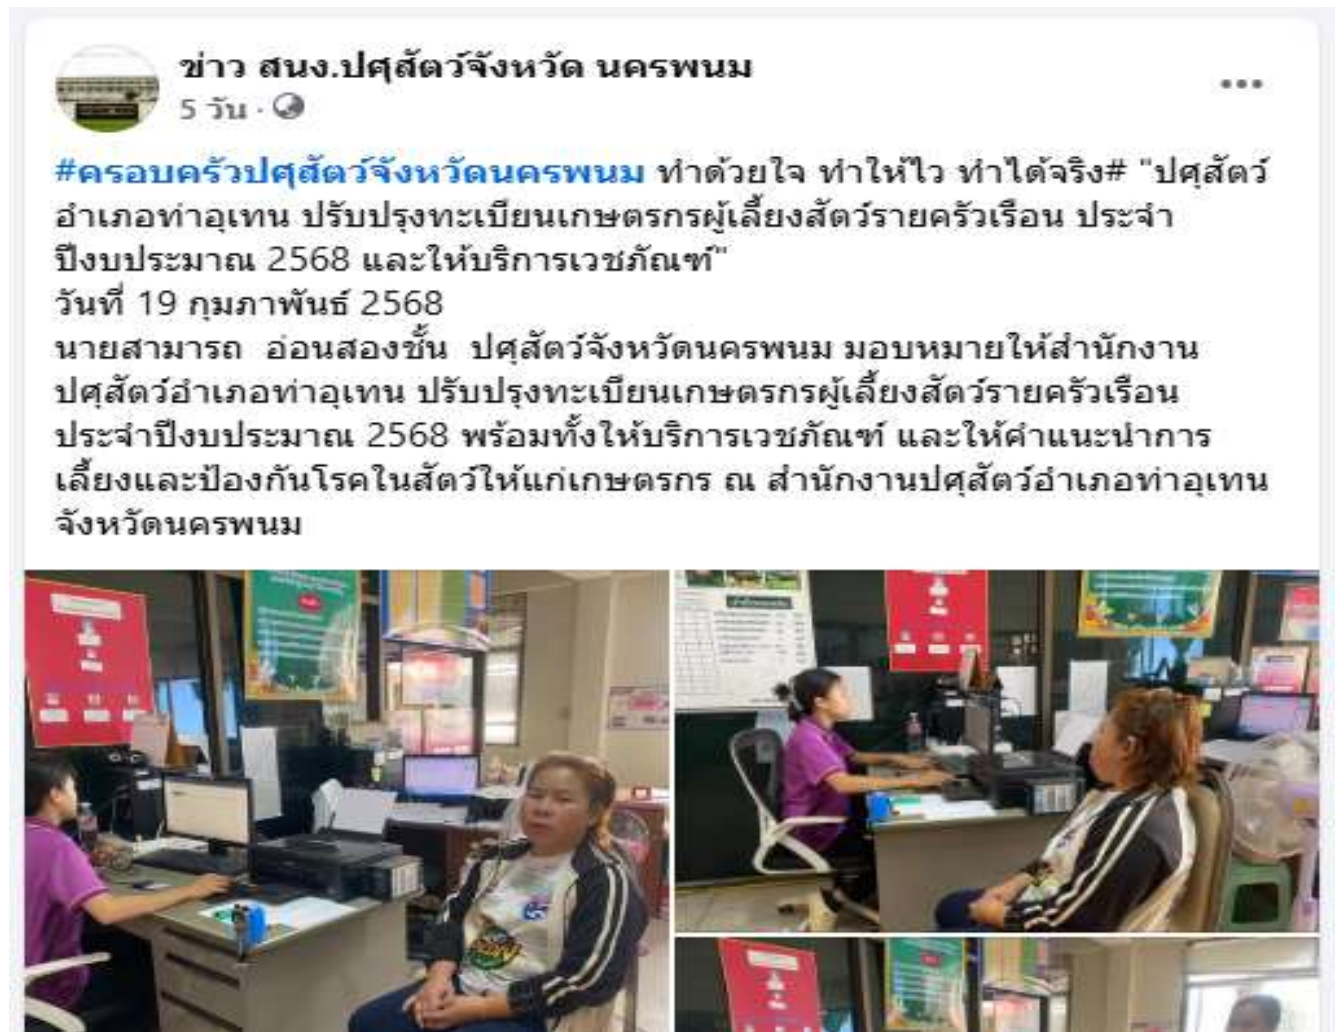 ข่าว สนง.ปศุสัตว์จังหวัด นครพนม
5 วัน ·
#ครอบครัวปศุสัตว์จังหวัดนครพนม ทำด้วยใจ ทำให้ไว ทำได้จริง# "ปศุสัตว์
อำเภอท่าอุเทน ปรับปรุงทะเบียนเกษตรกรผู้เลี้ยงสัตว์รายครัวเรือน ประจำ
ปีงบประมาณ 2568 และให้บริการเวชภัณฑ์"
วันที่ 19 กุมภาพันธ์ 2568
นายสามารถ  อ่อนสองชั้น  ปศุสัตว์จังหวัดนครพนม มอบหมายให้สำนักงาน
ปศุสัตว์อำเภอท่าอุเทน ปรับปรุงทะเบียนเกษตรกรผู้เลี้ยงสัตว์รายครัวเรือน
ประจำปีงบประมาณ 2568 พร้อมทั้งให้บริการเวชภัณฑ์ และให้คำแนะนำการ
เลี้ยงและป้องกันโรคในสัตว์ให้แก่เกษตรกร ณ สำนักงานปศุสัตว์อำเภอท่าอุเทน
จังหวัดนครพนม